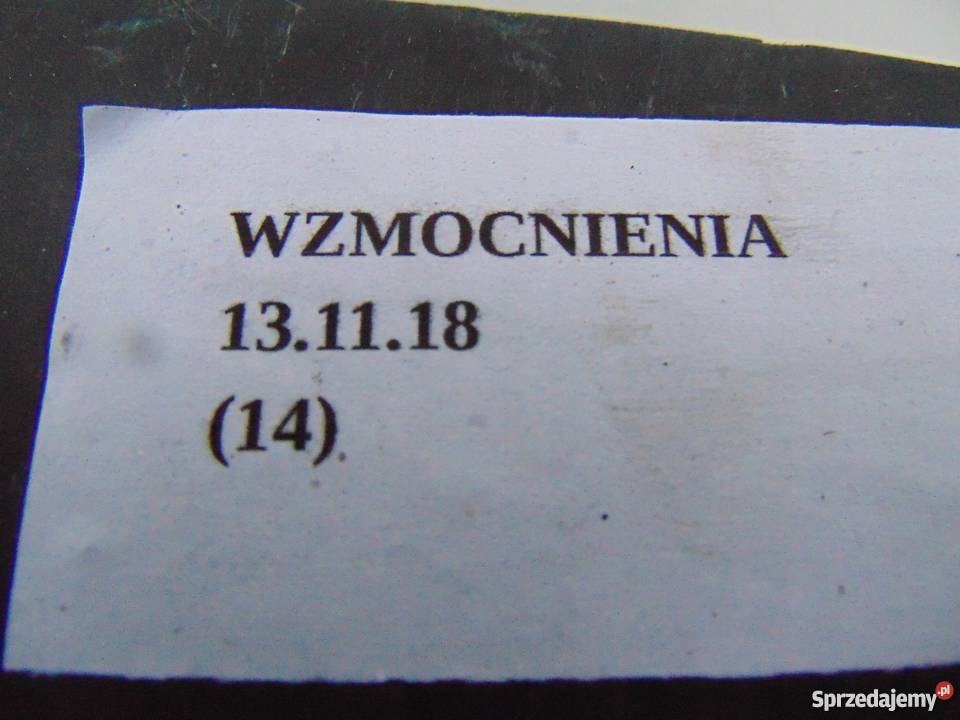 WZMOCNIENIA
13.11.18
(14)
Sprzedajemy.pl